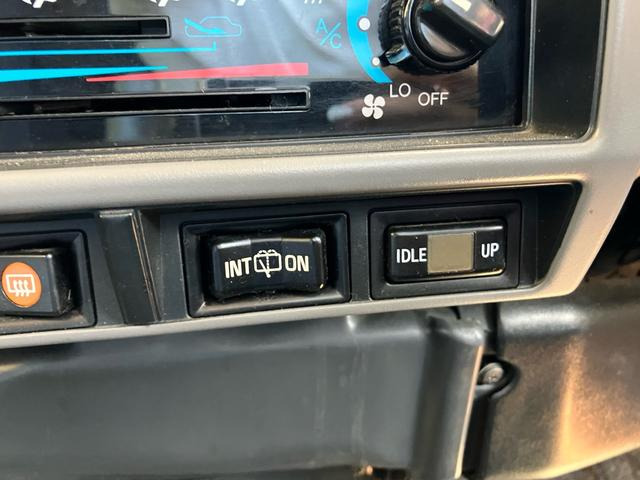 A/C
LO OFF
INT ON
IDLE UP